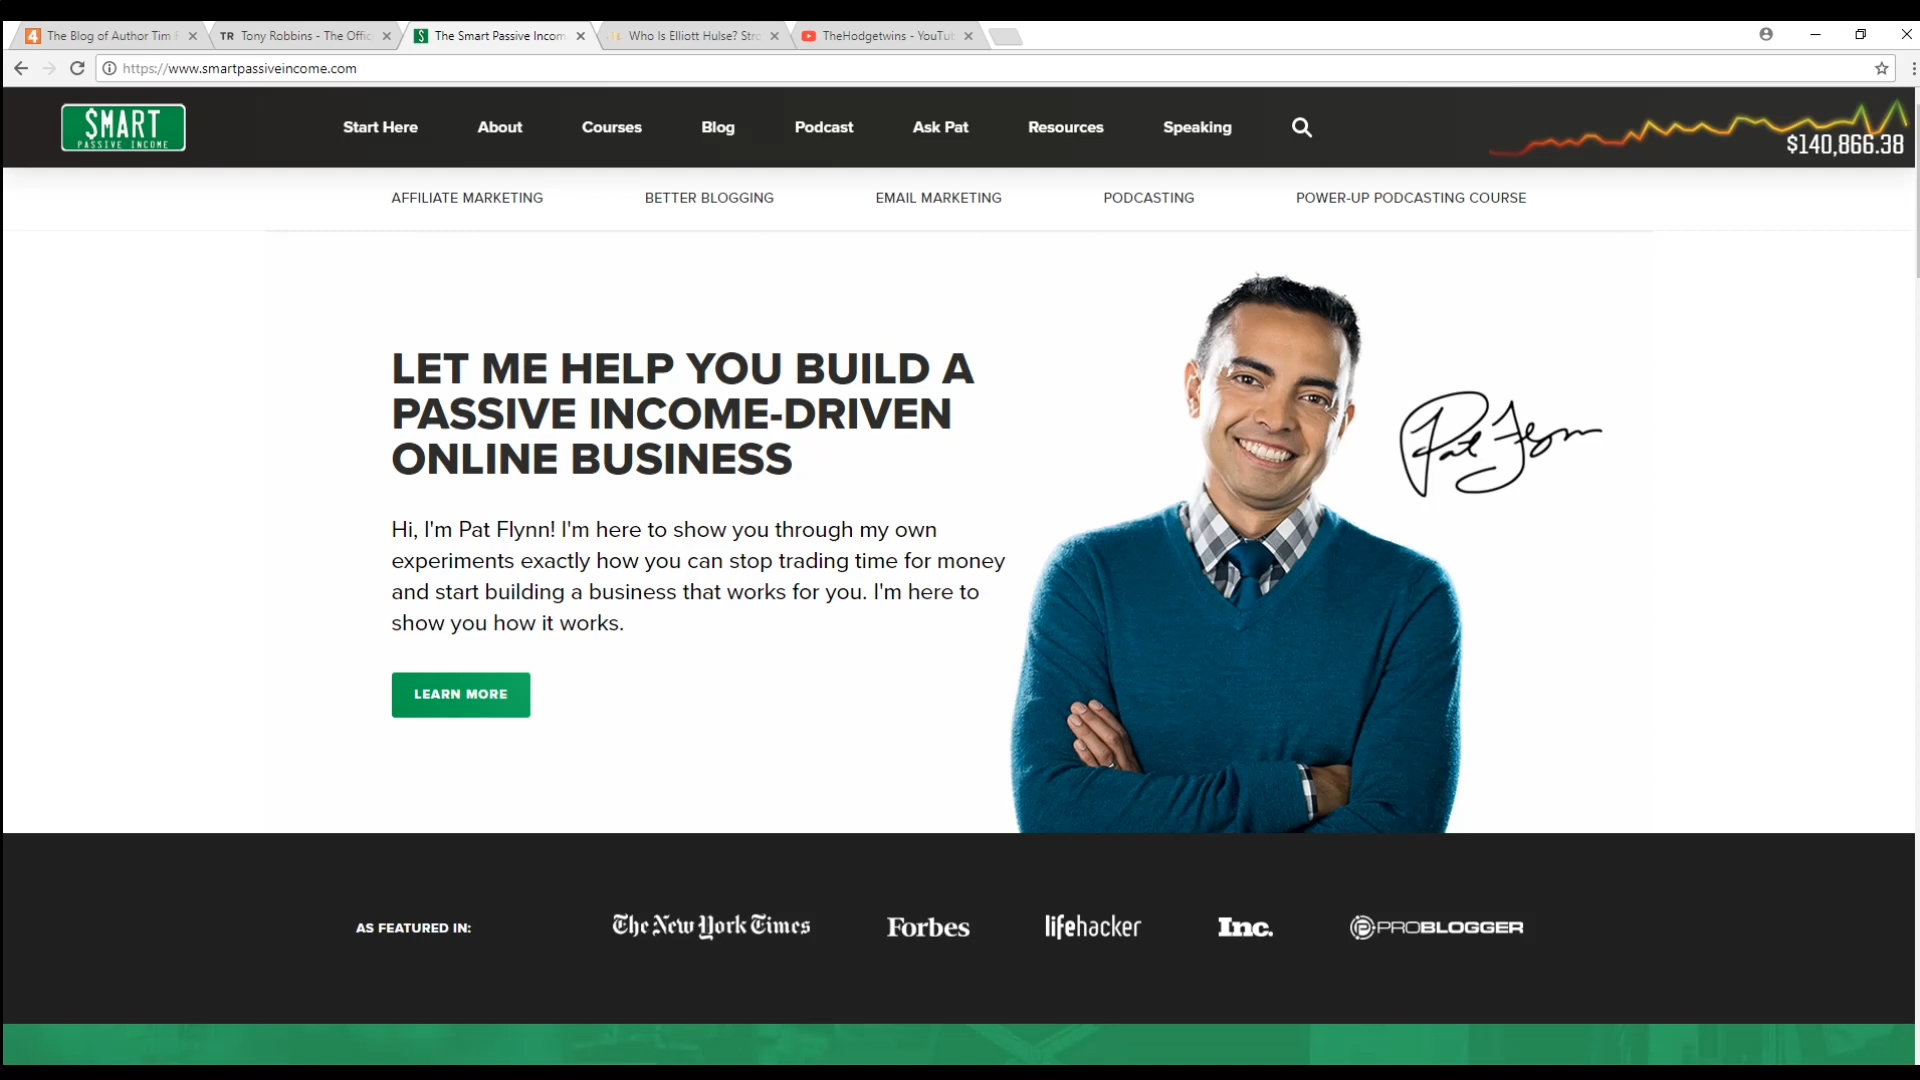 The Blog of Author Tim F
TR Tony Robbins - The Offic
The Smart Passive Incom
Who Is Elliott Hulse? Stro
TheHodgetwins - YouTub
https://www.smartpassiveincome.com
$MART
PASSIVE INCOME
Start Here
About
Courses
Blog
Podcast
Ask Pat
Resources
Speaking
$140,866.38
AFFILIATE MARKETING
BETTER BLOGGING
EMAIL MARKETING
PODCASTING
POWER-UP PODCASTING COURSE
LET ME HELP YOU BUILD A
PASSIVE INCOME-DRIVEN
ONLINE BUSINESS
Pat Flynn
Hi, I'm Pat Flynn! I'm here to show you through my own
experiments exactly how you can stop trading time for money
and start building a business that works for you. I'm here to
show you how it works.
LEARN MORE
AS FEATURED IN:
The New York Times
Forbes
lifehacker
Inc.
PROBLOGGER